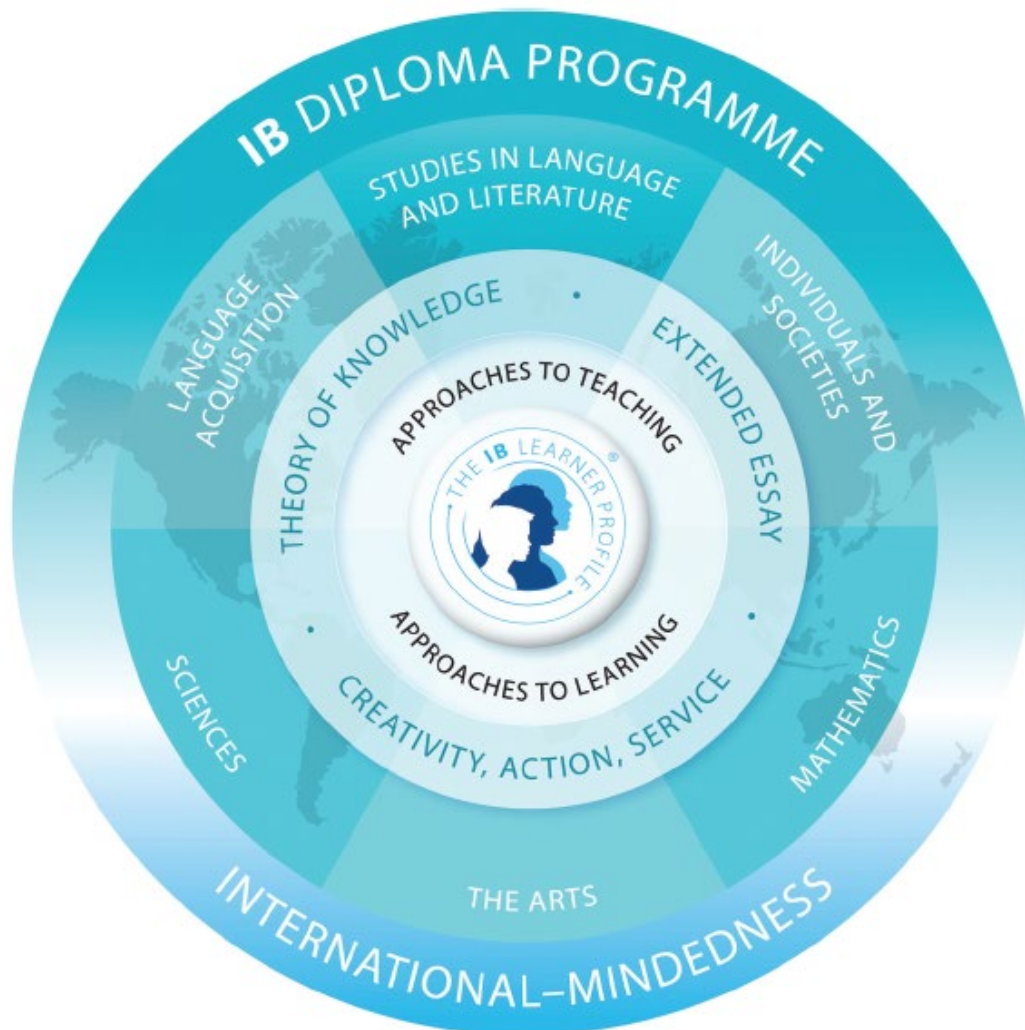 IB DIPLOMA PROGRAMME
STUDIES IN LANGUAGE
AND LITERATURE
LANGUAGE
ACQUISITION
INDIVIDUALS AND
SOCIETIES
THEORY OF KNOWLEDGE
·
EXTENDED ESSAY
APPROACHES TO TEACHING
THE IB LEARNER PROFILE®
APPROACHES TO LEARNING
·
CREATIVITY, ACTION, SERVICE
·
SCIENCES
MATHEMATICS
THE ARTS
INTERNATIONAL–MINDEDNESS